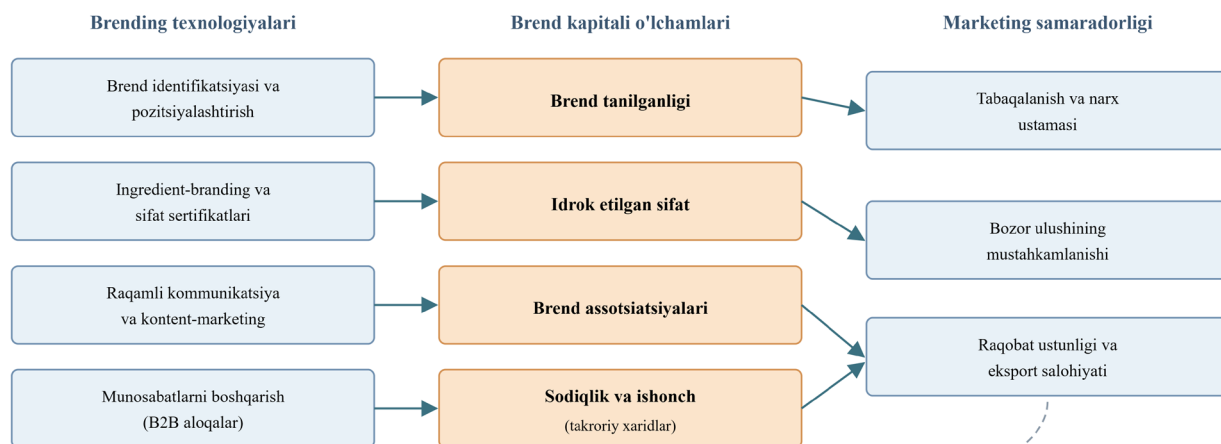 Brending texnologiyalari
Brend kapitali o'lchamlari
Marketing samaradorligi
Brend identifikatsiyasi va
pozitsiyalashtirish
Brend tanilganligi
Tabaqalanish va narx
ustamasi
Ingredient-branding va
sifat sertifikatlari
Idrok etilgan sifat
Bozor ulushining
mustahkamlanishi
Raqamli kommunikatsiya
va kontent-marketing
Brend assotsiatsiyalari
Raqobat ustunligi va
eksport salohiyati
Munosabatlarni boshqarish
(B2B aloqalar)
Sodiqlik va ishonch
(takroriy xaridlar)